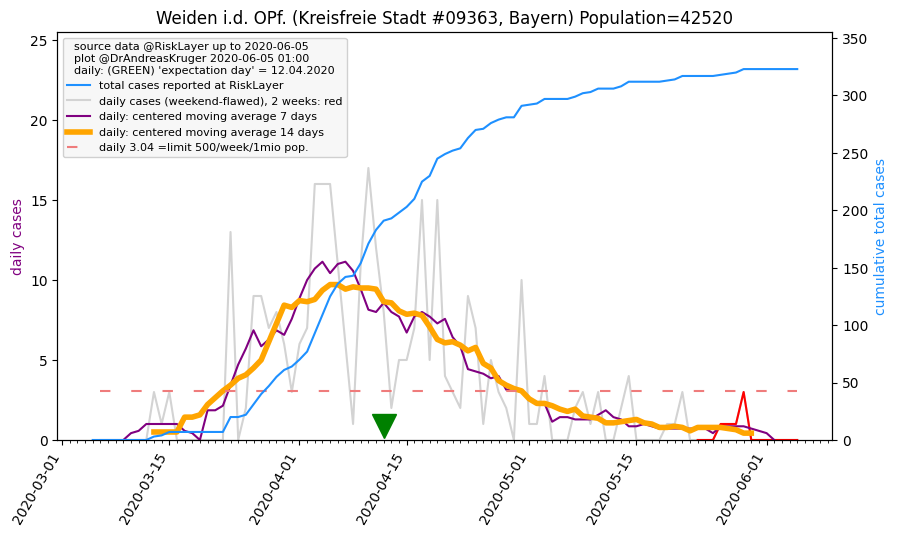 Weiden i.d. OPf. (Kreisfreie Stadt #09363, Bayern) Population=42520
source data @RiskLayer up to 2020-06-05
plot @DrAndreasKruger 2020-06-05 01:00
daily: (GREEN) 'expectation day' = 12.04.2020
total cases reported at RiskLayer
daily cases (weekend-flawed), 2 weeks: red
daily: centered moving average 7 days
daily: centered moving average 14 days
daily 3.04 =limit 500/week/1mio pop.
daily cases
25
20
15
10
5
0
cumulative total cases
350
300
250
200
150
100
50
0
2020-03-01
2020-03-15
2020-04-01
2020-04-15
2020-05-01
2020-05-15
2020-06-01